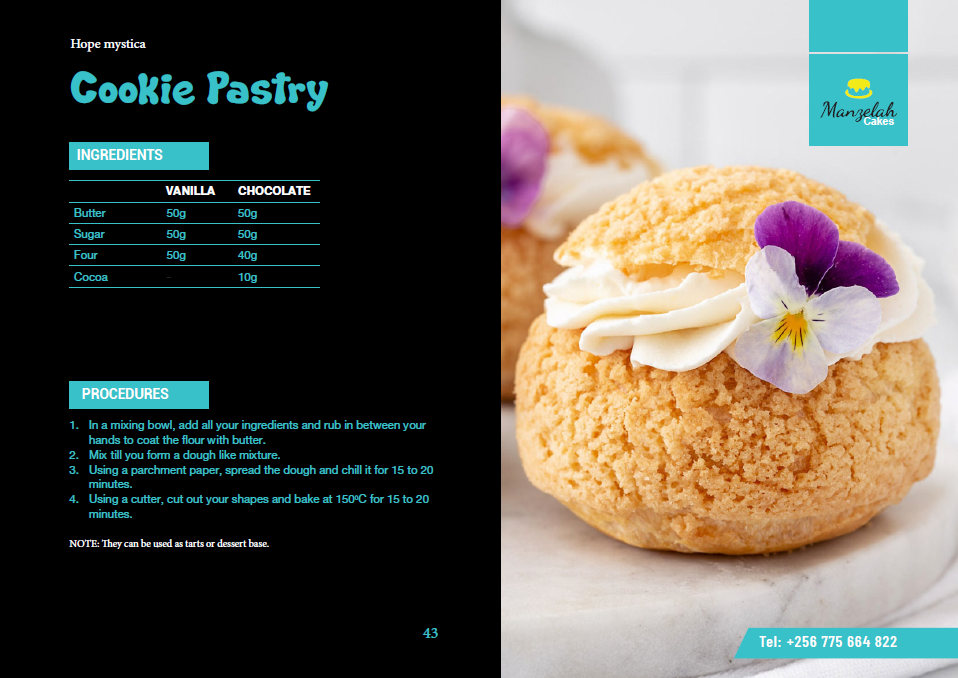 Hope mystica
Cookie Pastry
INGREDIENTS
VANILLA CHOCOLATE
Butter 50g 50g
Sugar 50g 50g
Four 50g 40g
Cocoa - 10g
PROCEDURES
1. In a mixing bowl, add all your ingredients and rub in between your
hands to coat the flour with butter.
2. Mix till you form a dough like mixture.
3. Using a parchment paper, spread the dough and chill it for 15 to 20
minutes.
4. Using a cutter, cut out your shapes and bake at 150⁰C for 15 to 20
minutes.
NOTE: They can be used as tarts or dessert base.
43
Manzelah
Cakes
Tel: +256 775 664 822